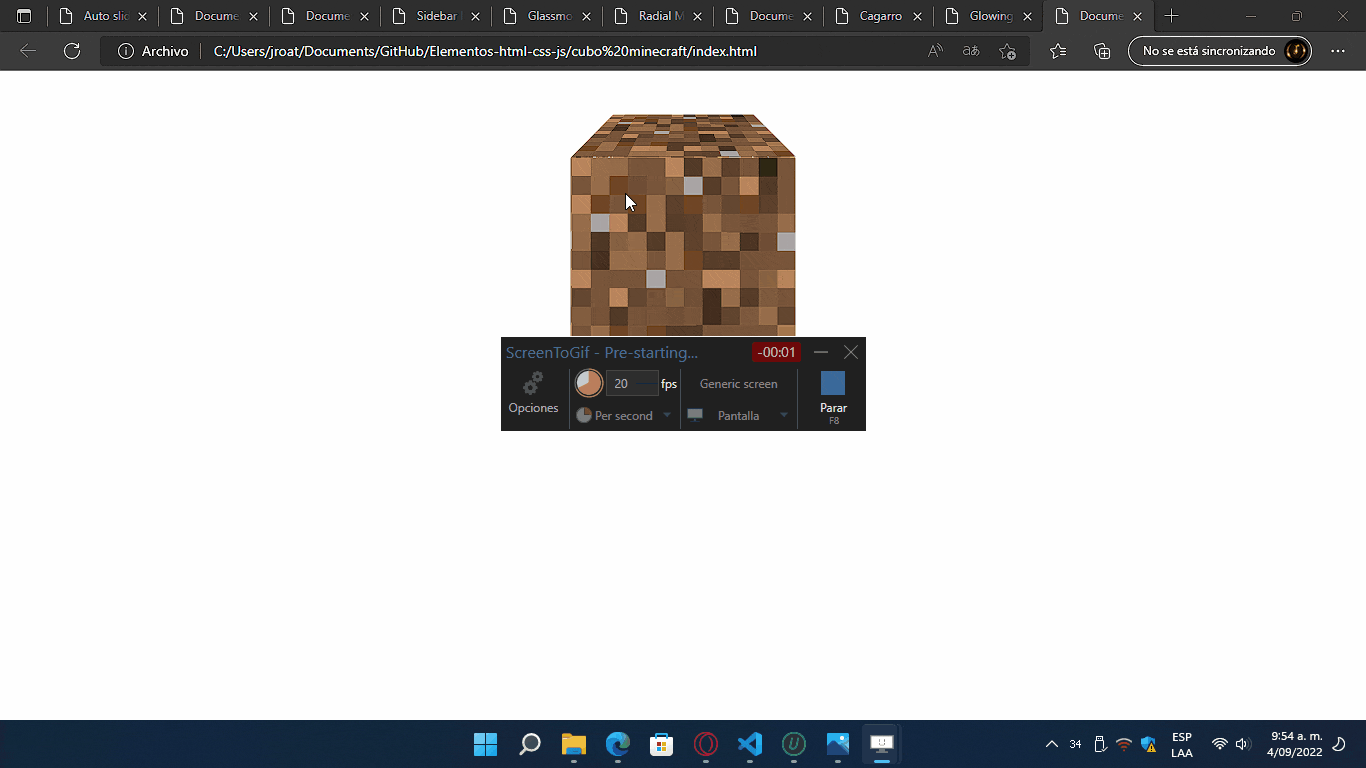 Auto slid
Docume
Docume
Sidebar
Glassmo
Radial M
Docume
Cagarro
Glowing
Docume
Archivo
C:/Users/jroat/Documents/GitHub/Elementos-html-css-js/cubo%20minecraft/index.html
No se está sincronizando
ScreenToGif - Pre-starting...
-00:01
20 fps
Generic screen
Opciones
Per second
Pantalla
Parar
F8
34
ESP
LAA
9:54 a. m.
4/09/2022